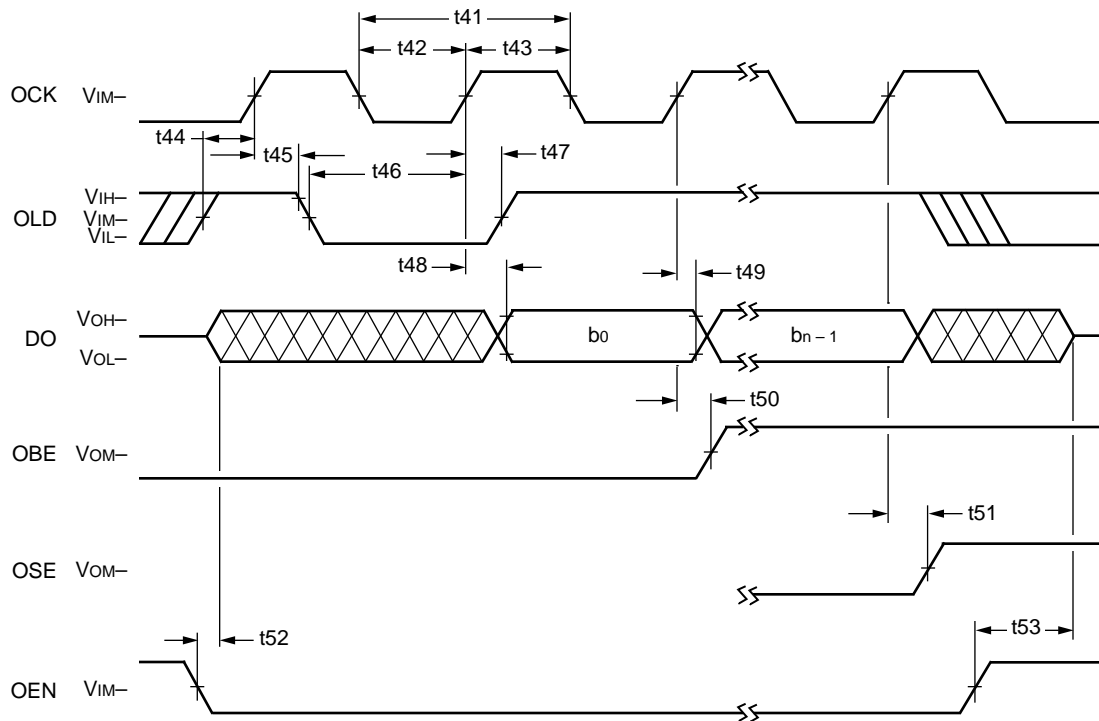 t41
t42
t43
OCK
VIM–
t44
t45
t46
t47
OLD
VIH–
VIM–
VIL–
t48
t49
DO
VOH–
VOL–
b0
bn – 1
t50
OBE
VOM–
t51
OSE
VOM–
t52
t53
OEN
VIM–